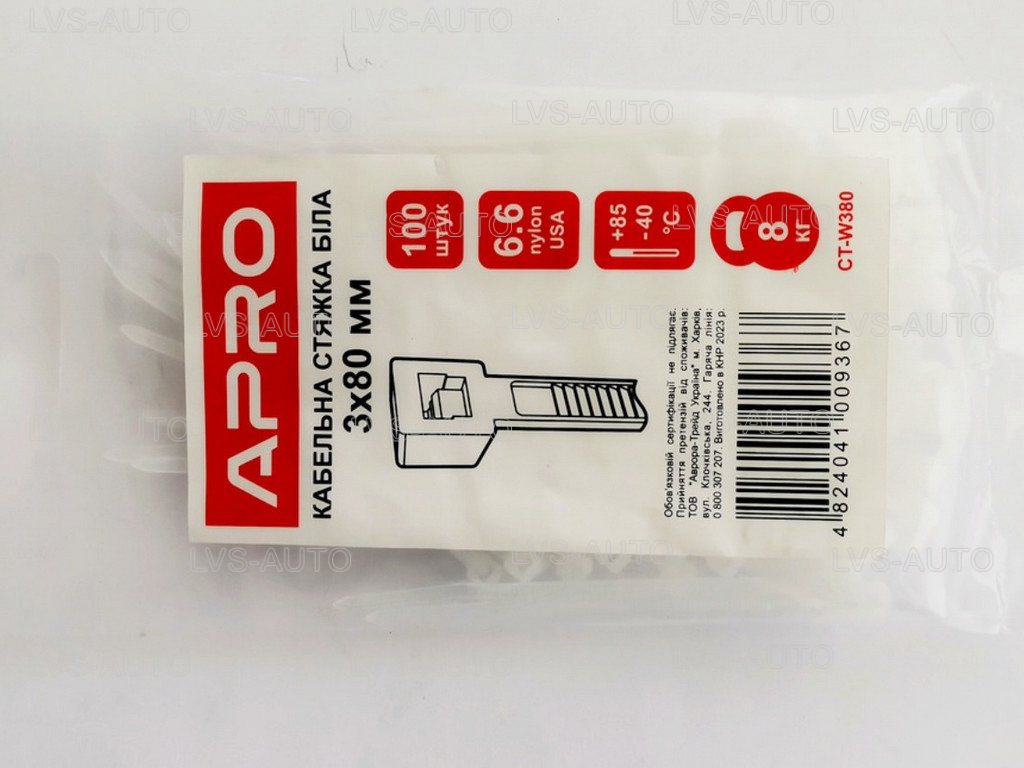 APRO
КАБЕЛЬНА СТЯЖКА БІЛА
3x80 мм
100
штук
6.6
nylon
USA
+85
-40
°C
8
КГ
CT-W380
Обов'язковій сертифікації не підлягає.
Прийняття претензій від споживачів:
ТОВ "Аврора-Трейд Україна" м. Харків,
вул. Клочківська, 244. Гаряча лінія:
0 800 307 207. Виготовлено в КНР 2023 р.
4 824041 009367
LVS-AUTO